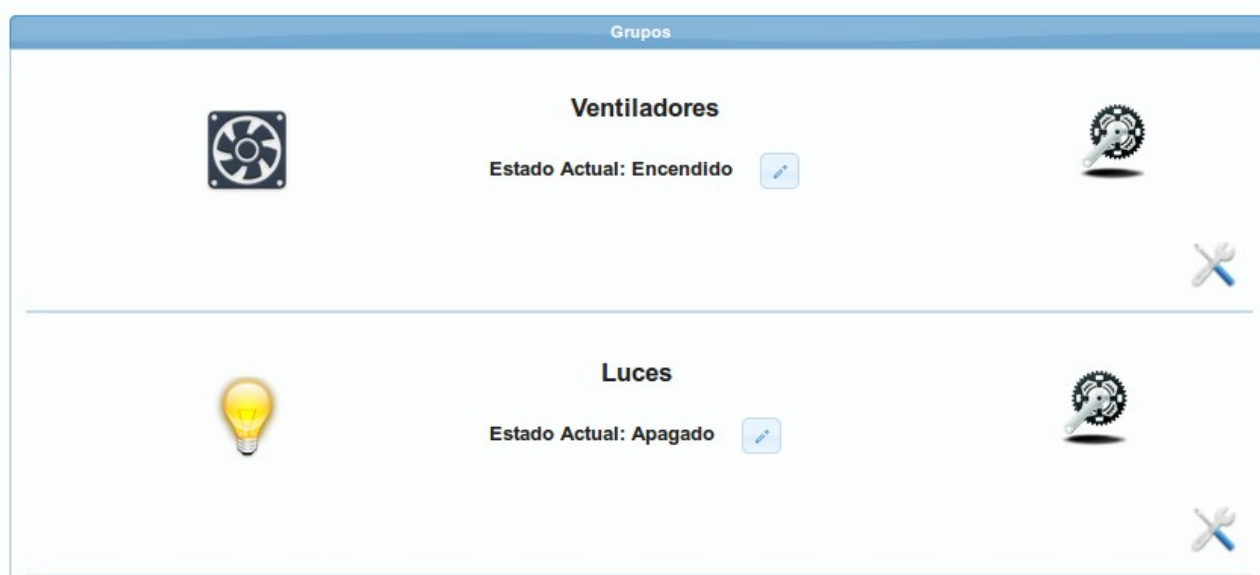 Grupos
Ventiladores
Estado Actual: Encendido
Luces
Estado Actual: Apagado